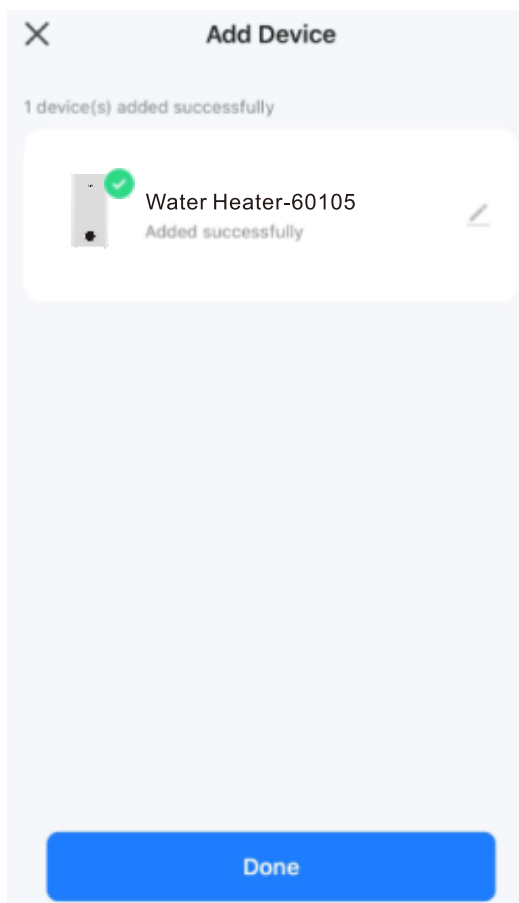 Add Device
1 device(s) added successfully
Water Heater-60105
Added successfully
Done